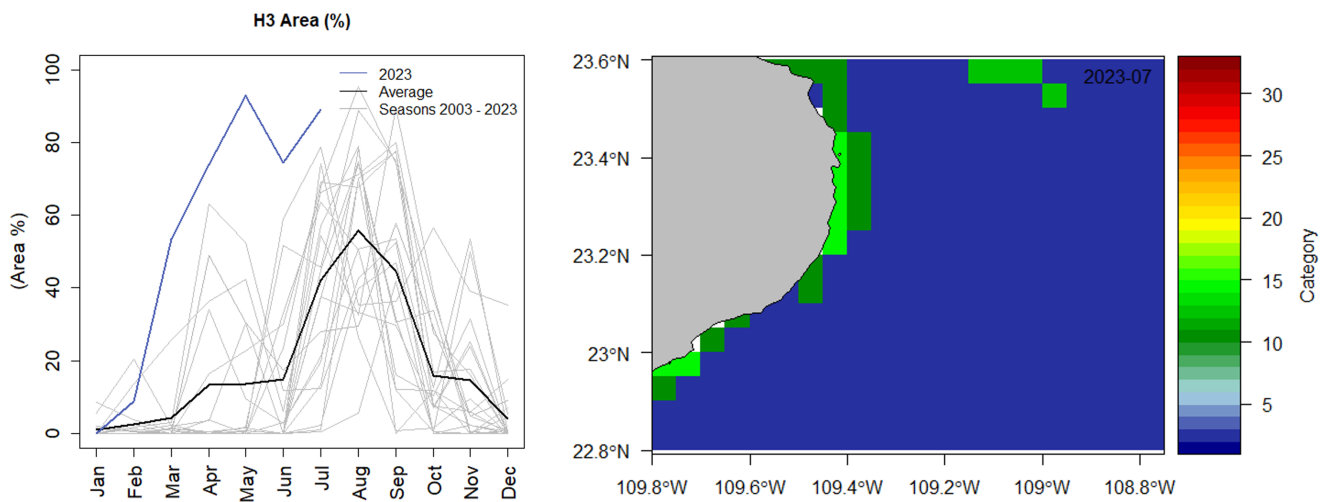 H3 Area (%)
(Area %)
100
80
60
40
20
0
2023
Average
Seasons 2003 - 2023
Jan Feb Mar Apr May Jun Jul Aug Sep Oct Nov Dec
2023-07
23.6°N
23.4°N
23.2°N
23°N
22.8°N
109.8°W 109.6°W 109.4°W 109.2°W 109°W 108.8°W
30
25
20
15
10
5
Category